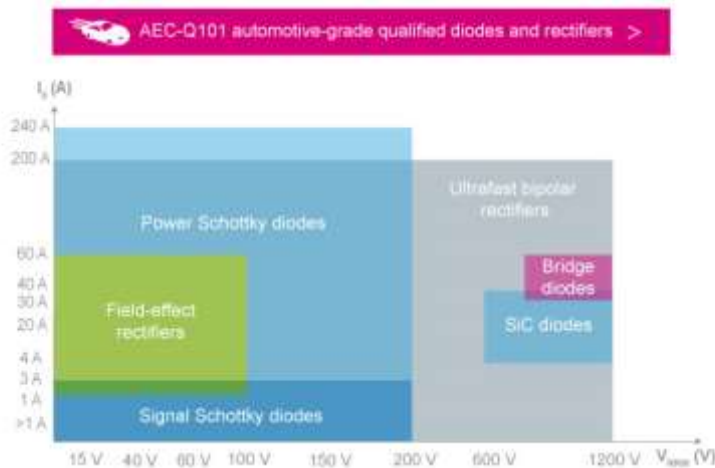 AEC-Q101 automotive-grade qualified diodes and rectifiers >
I₀ (A)
240 A
200 A
Ultrafast bipolar
rectifiers
Power Schottky diodes
60 A
Bridge
diodes
40 A
30 A
Field-effect
rectifiers
20 A
SiC diodes
4 A
3 A
1 A
Signal Schottky diodes
>1 A
15 V 40 V 60 V 100 V 150 V 200 V 600 V 1200 V
(V)